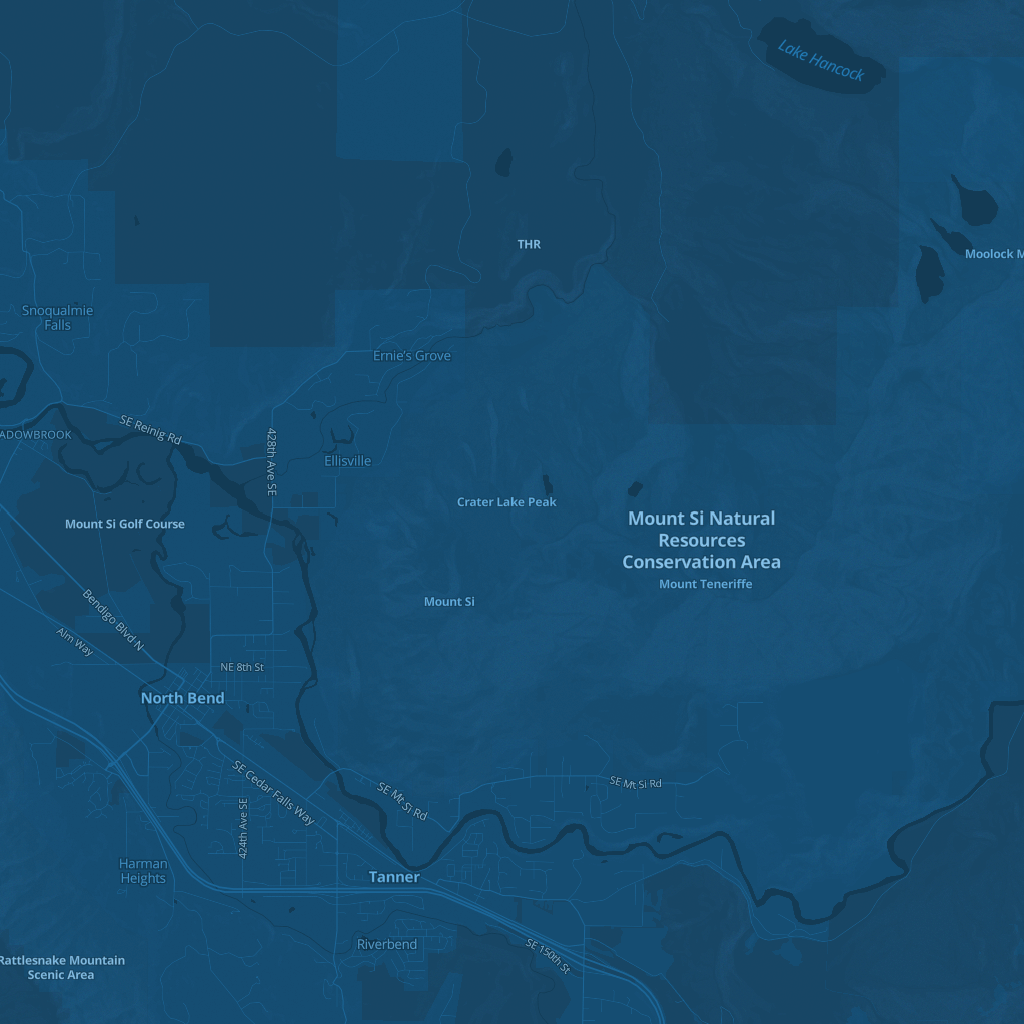 Lake Hancock
THR
Moolock M
Snoqualmie
Falls
Ernie's Grove
SE Reinig Rd
ADOWBROOK
428th Ave SE
Ellisville
Crater Lake Peak
Mount Si Golf Course
Mount Si Natural
Resources
Conservation Area
Mount Teneriffe
Mount Si
Bendigo Blvd N
Alm Way
NE 8th St
North Bend
SE Cedar Falls Way
SE Mt Si Rd
SE Mt Si Rd
424th Ave SE
Harman
Heights
Tanner
Riverbend
SE 150th St
Rattlesnake Mountain
Scenic Area